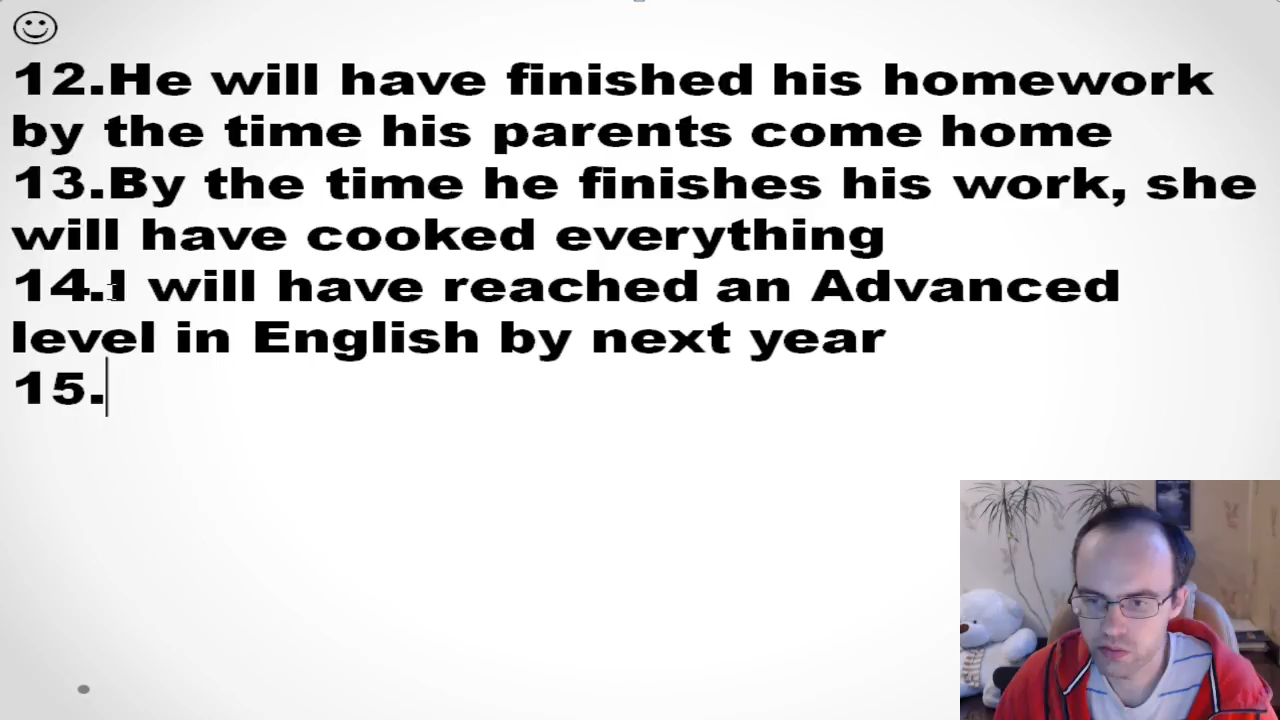 12.He will have finished his homework
by the time his parents come home
13.By the time he finishes his work, she
will have cooked everything
14.I will have reached an Advanced
level in English by next year
15.